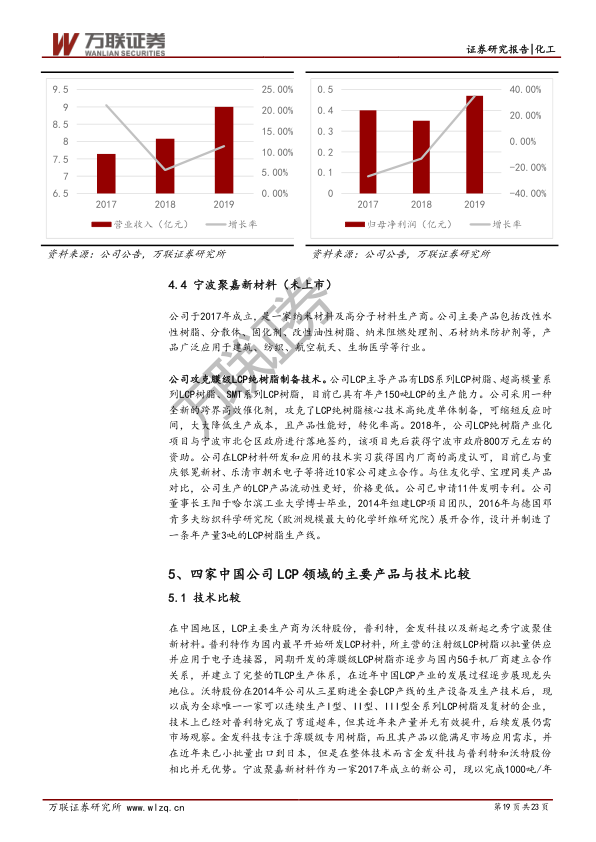 万联证券
WANLIAN SECURITIES
证券研究报告|化工
9.5
9
8.5
8
7.5
7
6.5
25.00%
20.00%
15.00%
10.00%
5.00%
0.00%
2017
2018
2019
营业收入（亿元）
增长率
0.5
0.4
0.3
0.2
0.1
0
40.00%
20.00%
0.00%
-20.00%
-40.00%
2017
2018
2019
归母净利润（亿元）
增长率
资料来源：公司公告，万联证券研究所
资料来源：公司公告，万联证券研究所
4.4 宁波聚嘉新材料（未上市）
公司于2017年成立，是一家纳米材料及高分子材料生产商。公司主要产品包括改性水
性树脂、分散体、固化剂、改性油性树脂、纳米阻燃处理剂、石材纳米防护剂等，产
品广泛应用于建筑、纺织、航空航天、生物医学等行业。
公司攻克膜级LCP纯树脂制备技术。公司LCP主导产品有LDS系列LCP树脂、超高模量系
列LCP树脂、SMT系列LCP树脂，目前已具有年产150吨LCP的生产能力。公司采用一种
全新的跨界高效催化剂，攻克了LCP纯树脂核心技术高纯度单体制备，可缩短反应时
间，大大降低生产成本，且产品性能好，转化率高。2018年，公司LCP纯树脂产业化
项目与宁波市北仑区政府进行落地签约，该项目先后获得宁波市政府800万元左右的
资助。公司在LCP材料研发和应用的技术实习获得国内厂商的高度认可，目前已与重
庆银冕新材、乐清市朝禾电子等将近10家公司建立合作。与住友化学、宝理同类产品
对比，公司生产的LCP产品流动性更好，价格更低。公司已申请11件发明专利。公司
董事长王阳于哈尔滨工业大学博士毕业，2014年组建LCP项目团队，2016年与德国邓
肯多夫纺织科学研究院（欧洲规模最大的化学纤维研究院）展开合作，设计并制造了
一条年产量3吨的LCP树脂生产线。
5、四家中国公司 LCP 领域的主要产品与技术比较
5.1 技术比较
在中国地区，LCP主要生产商为沃特股份，普利特，金发科技以及新起之秀宁波聚佳
新材料。普利特作为国内最早开始研发LCP材料，所主营的注射级LCP树脂以批量供应
并应用于电子连接器，同期开发的薄膜级LCP树脂亦逐步与国内5G手机厂商建立合作
关系，并建立了完整的TLCP生产体系，在近年中国LCP产业的发展过程逐步展现龙头
地位。沃特股份在2014年公司从三星购进全套LCP产线的生产设备及生产技术后，现
以成为全球唯一一家可以连续生产I型、II型、III型全系列LCP树脂及复材的企业，
技术上已经对普利特完成了弯道超车，但其近年来产量并无有效提升，后续发展仍需
市场观察。金发科技专注于薄膜级专用树脂，而且其产品以能满足市场应用需求，并
在近年来已小批量出口到日本，但是在整体技术而言金发科技与普利特和沃特股份
相比并无优势。宁波聚嘉新材料作为一家2017年成立的新公司，现以完成1000吨/年
万联证券
万联证券研究所 www.wlzq.cn
第19页共23页